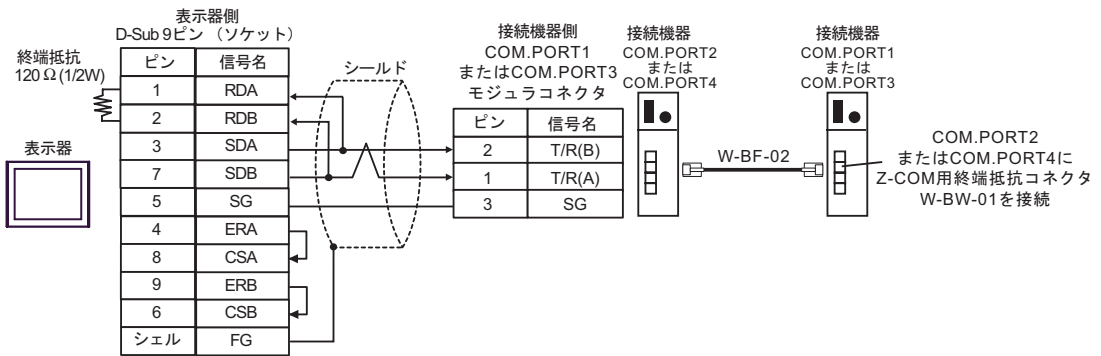 表示器側
D-Sub 9ピン （ソケット）
終端抵抗
120 Ω (1/2W)
ピン 信号名
1 RDA
2 RDB
3 SDA
7 SDB
5 SG
4 ERA
8 CSA
9 ERB
6 CSB
シェル FG
表示器
シールド
接続機器側
COM.PORT1
またはCOM.PORT3
モジュラコネクタ
ピン 信号名
2 T/R(B)
1 T/R(A)
3 SG
接続機器
COM.PORT2
または
COM.PORT4
W-BF-02
接続機器
COM.PORT1
または
COM.PORT3
COM.PORT2
またはCOM.PORT4に
Z-COM用終端抵抗コネクタ
W-BW-01を接続